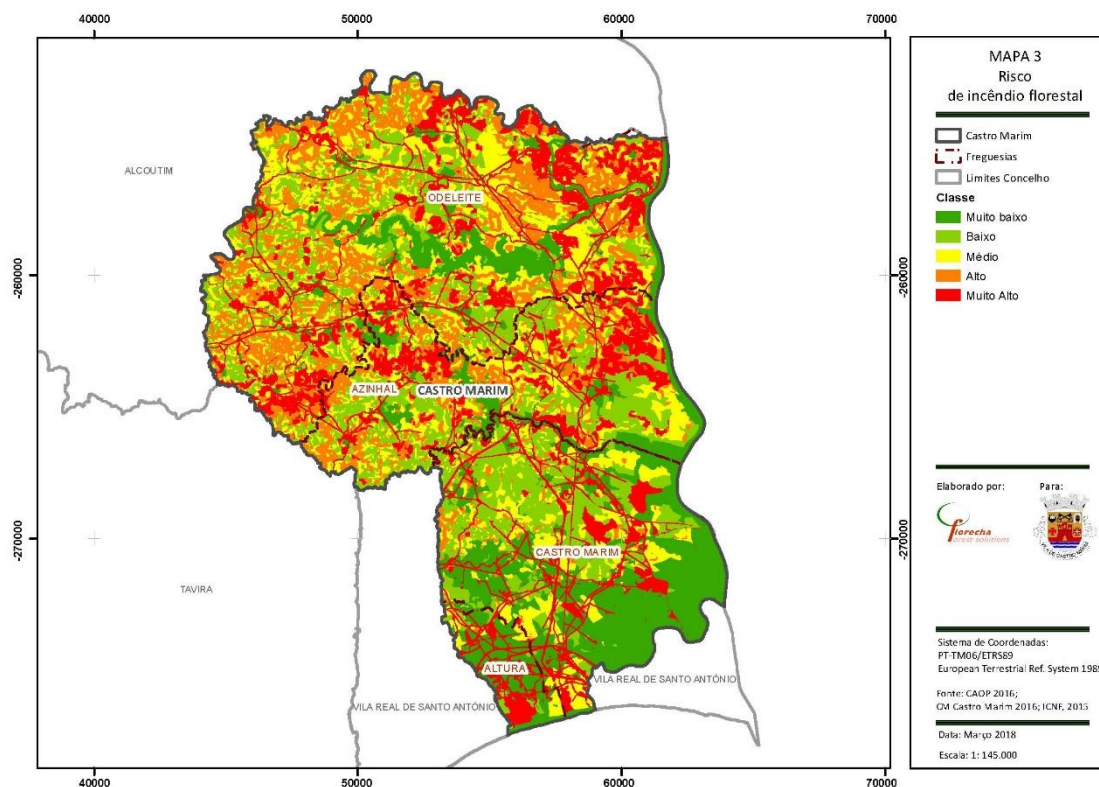 40000
50000
60000
70000
-260000
-270000
-260000
-270000
ALCOUTIM
ODELEITE
AZINHAL
CASTRO MARIM
CASTRO MARIM
TAVIRA
ALTURA
VILA REAL DE SANTO ANTÓNIO
VILA REAL DE SANTO ANTÓNIO
40000
50000
60000
70000
MAPA 3
Risco
de incêndio florestal
Castro Marim
Freguesias
Limites Concelho
Classe
Muito baixo
Baixo
Médio
Alto
Muito Alto
Elaborado por:
Para:
florecha
forest solutions
VILA DE CASTRO MARIM
Sistema de Coordenadas:
PT-TM06/ETRS89
European Terrestrial Ref. System 1989
Fonte: CAOP 2016;
CM Castro Marim 2016; ICNF, 2015
Data: Março 2018
Escala: 1: 145.000